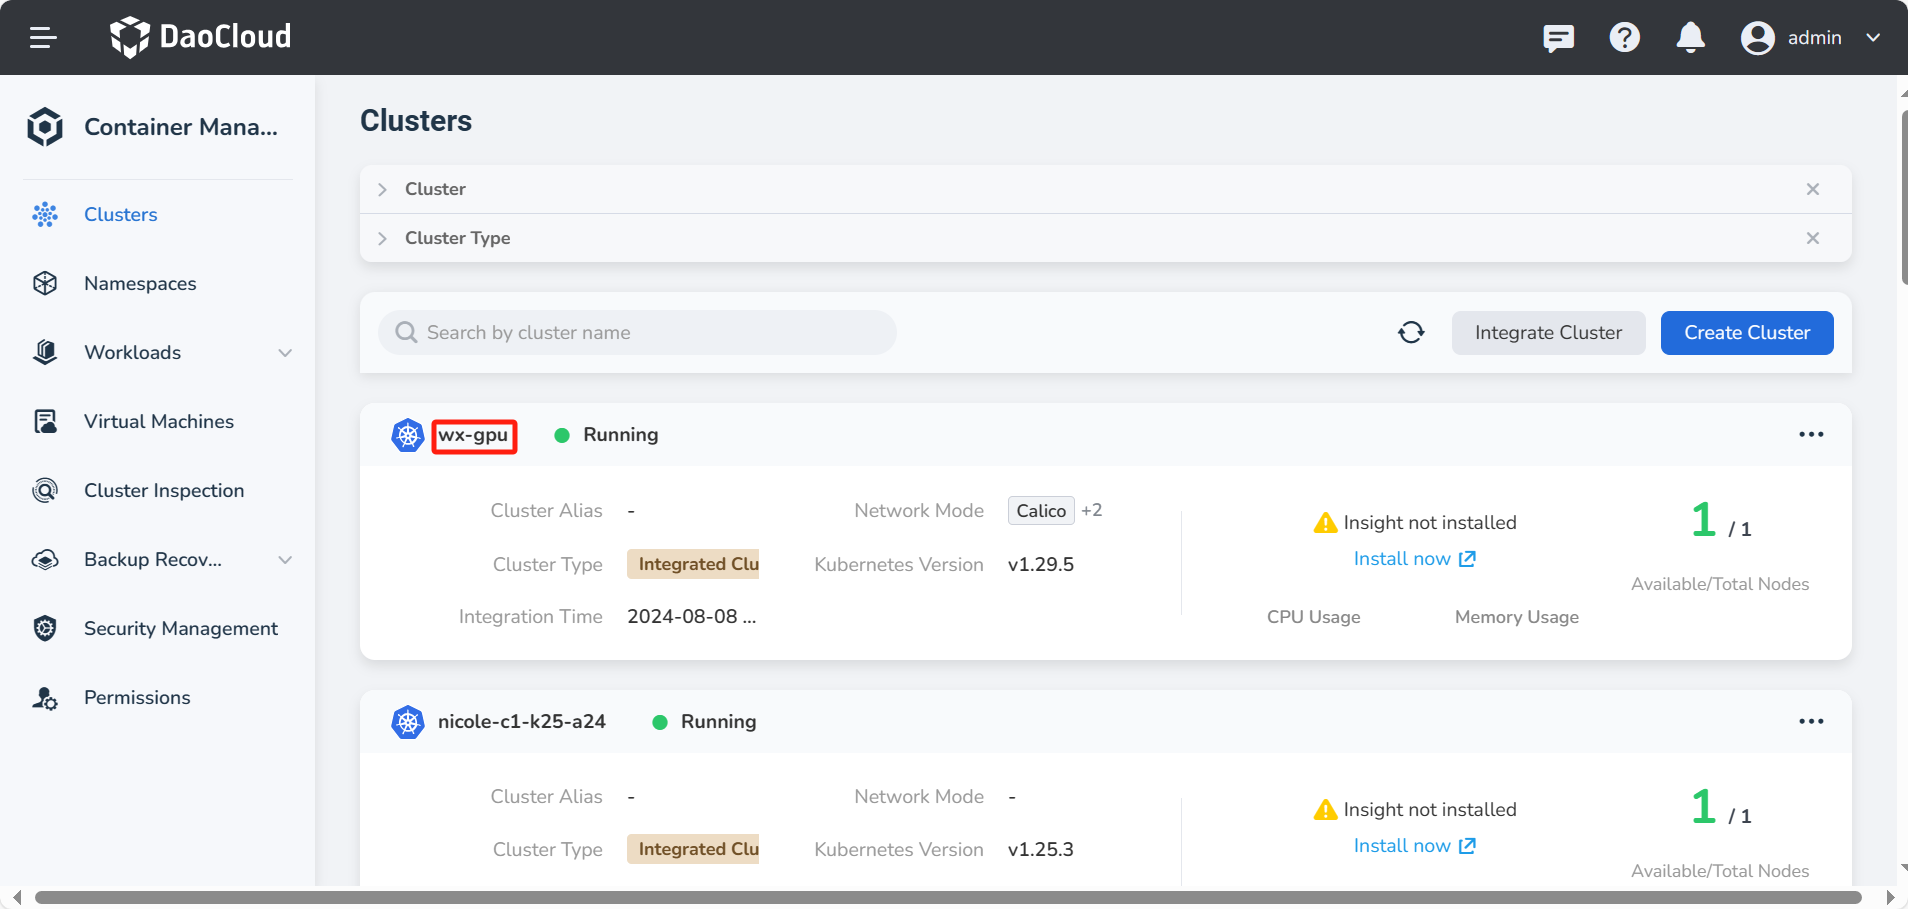 DaoCloud
admin
Container Mana...
Clusters
Namespaces
Workloads
Virtual Machines
Cluster Inspection
Backup Recov...
Security Management
Permissions
Clusters
Cluster
Cluster Type
Search by cluster name
Integrate Cluster
Create Cluster
wx-gpu
Running
Cluster Alias -
Network Mode Calico +2
Cluster Type Integrated Clu
Kubernetes Version v1.29.5
Integration Time 2024-08-08 ...
Insight not installed
Install now
CPU Usage
Memory Usage
1 / 1
Available/Total Nodes
nicole-c1-k25-a24
Running
Cluster Alias -
Network Mode -
Cluster Type Integrated Clu
Kubernetes Version v1.25.3
Insight not installed
Install now
1 / 1
Available/Total Nodes